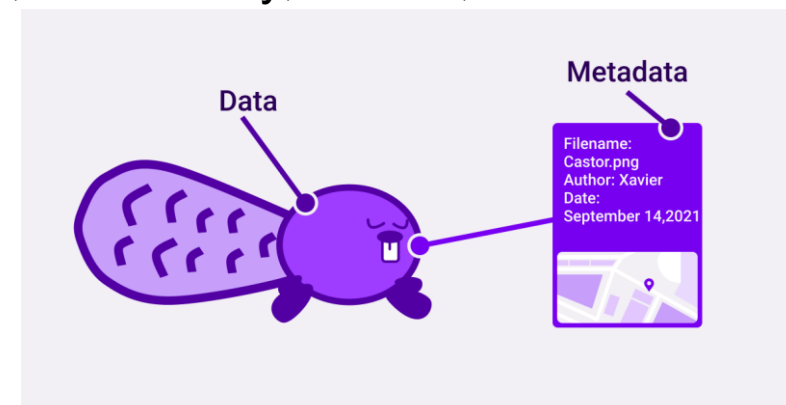 Data
Metadata
Filename:
Castor.png
Author: Xavier
Date:
September 14,2021